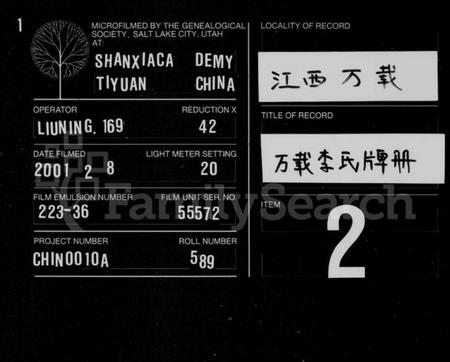 1
MICROFILMED BY THE GENEALOGICAL
SOCIETY, SALT LAKE CITY, UTAH
AT:
SHANXIACA DEMY
TIYUAN CHINA
OPERATOR REDUCTION X
LIUNING. 169 42
DATE FILMED LIGHT METER SETTING
2001 2 8 20
FILM EMULSION NUMBER FILM UNIT SER. NO.
223-36 55572
PROJECT NUMBER ROLL NUMBER
CHINO010A 589
LOCALITY OF RECORD
江西万载
TITLE OF RECORD
万载李氏牌册
ITEM
2
FamilySearch